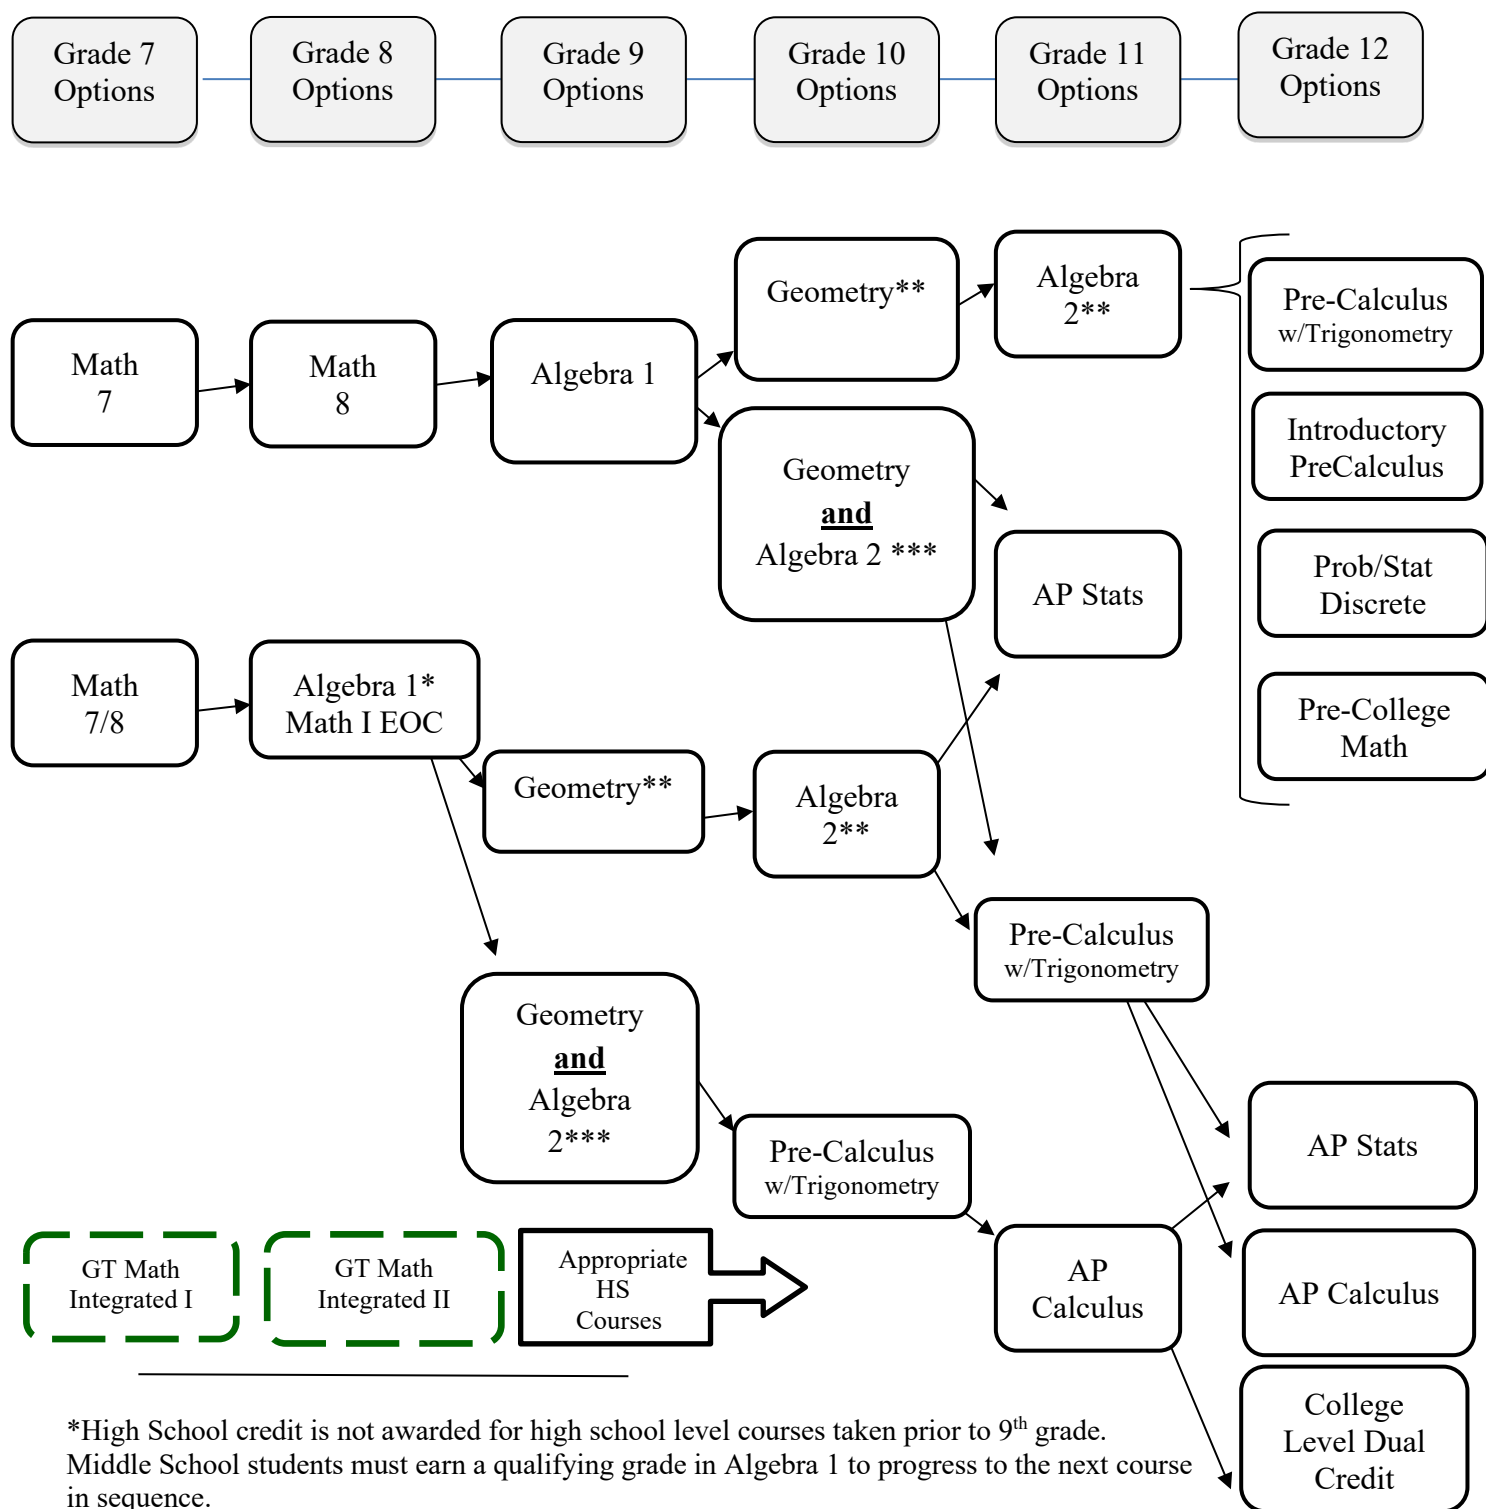 Grade 7
Options
Grade 8
Options
Grade 9
Options
Grade 10
Options
Grade 11
Options
Grade 12
Options
Geometry**
Algebra
2**
Pre-Calculus
w/Trigonometry
Math
7
Math
8
Algebra 1
Introductory
PreCalculus
Geometry
and
Algebra 2 ***
AP Stats
Prob/Stat
Discrete
Math
7/8
Algebra 1*
Math I EOC
Pre-College
Math
Geometry**
Algebra
2**
Pre-Calculus
w/Trigonometry
Geometry
and
Algebra
2***
Pre-Calculus
w/Trigonometry
AP Stats
GT Math
Integrated I
GT Math
Integrated II
Appropriate
HS
Courses
AP
Calculus
AP Calculus
College
Level Dual
Credit
*High School credit is not awarded for high school level courses taken prior to 9th grade.
Middle School students must earn a qualifying grade in Algebra 1 to progress to the next course
in sequence.